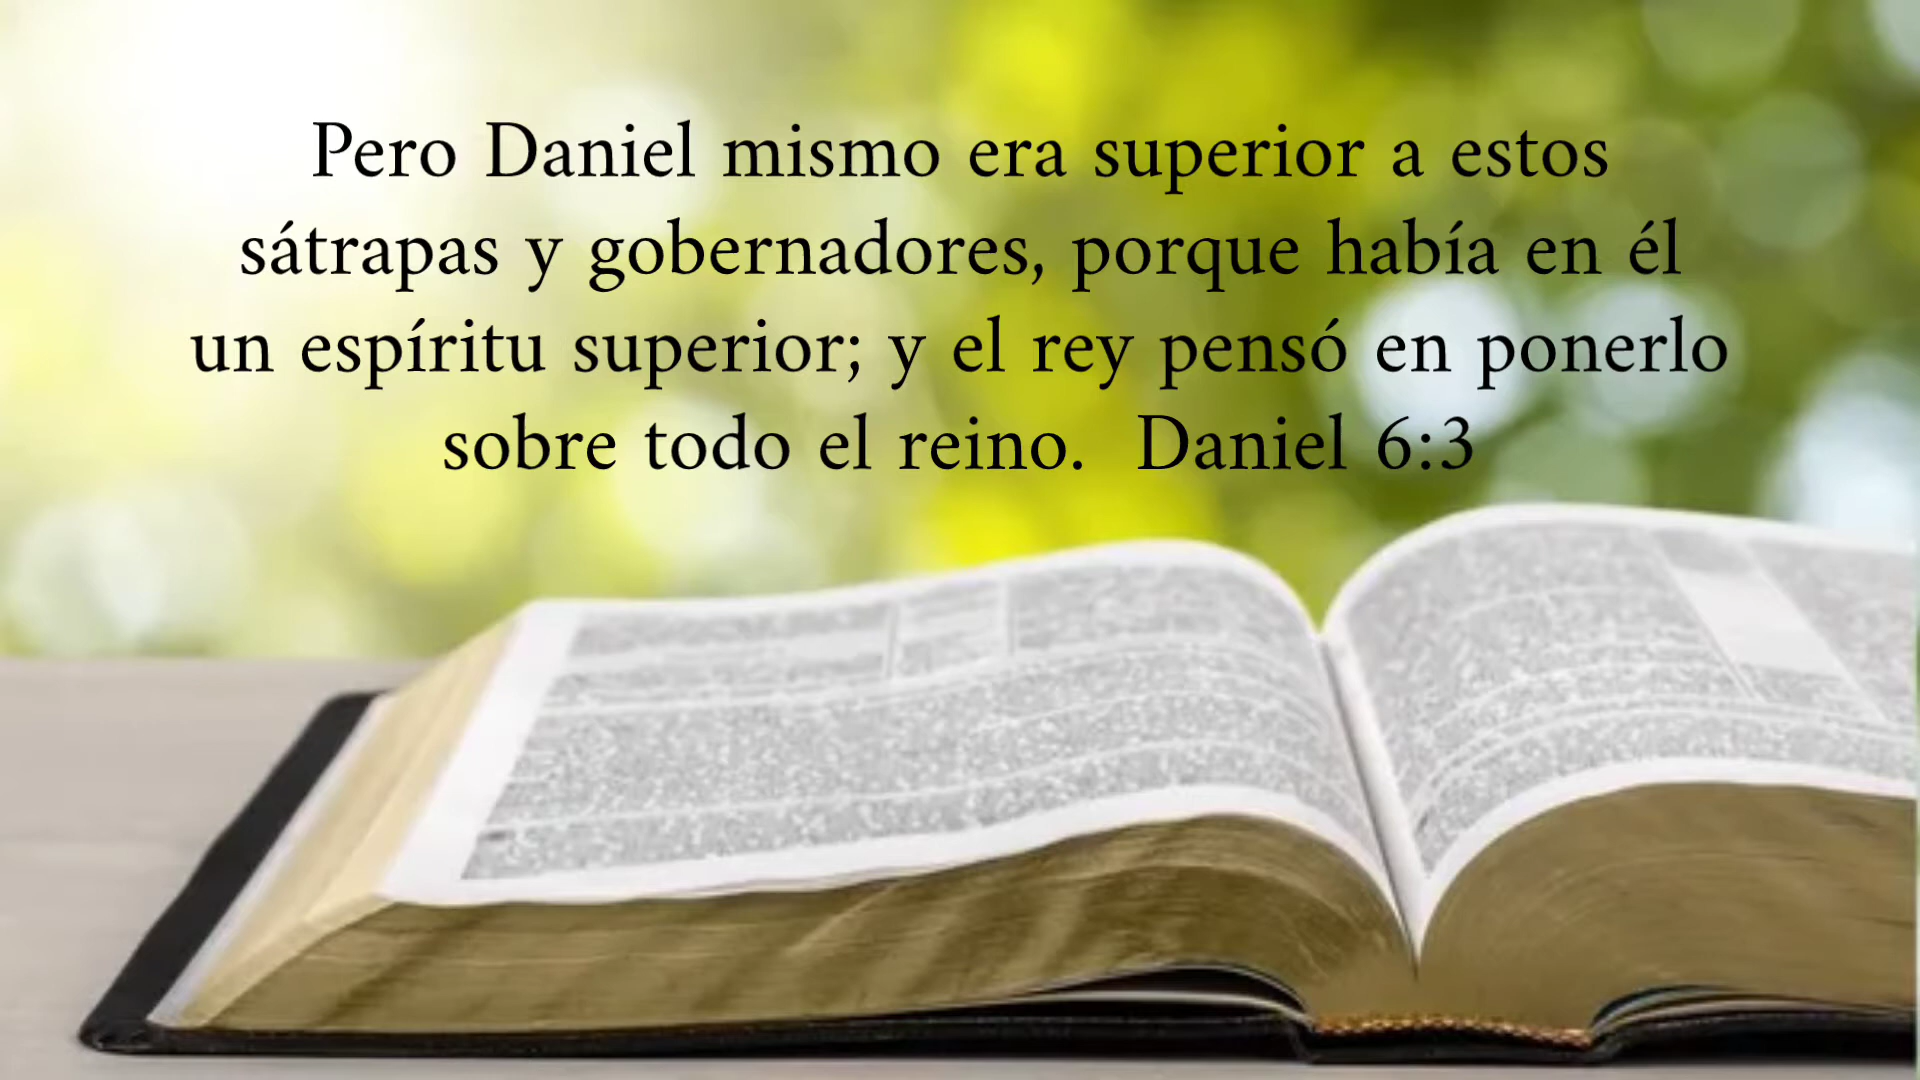 Pero Daniel mismo era superior a estos
sátrapas y gobernadores, porque había en él
un espíritu superior; y el rey pensó en ponerlo
sobre todo el reino.  Daniel 6:3